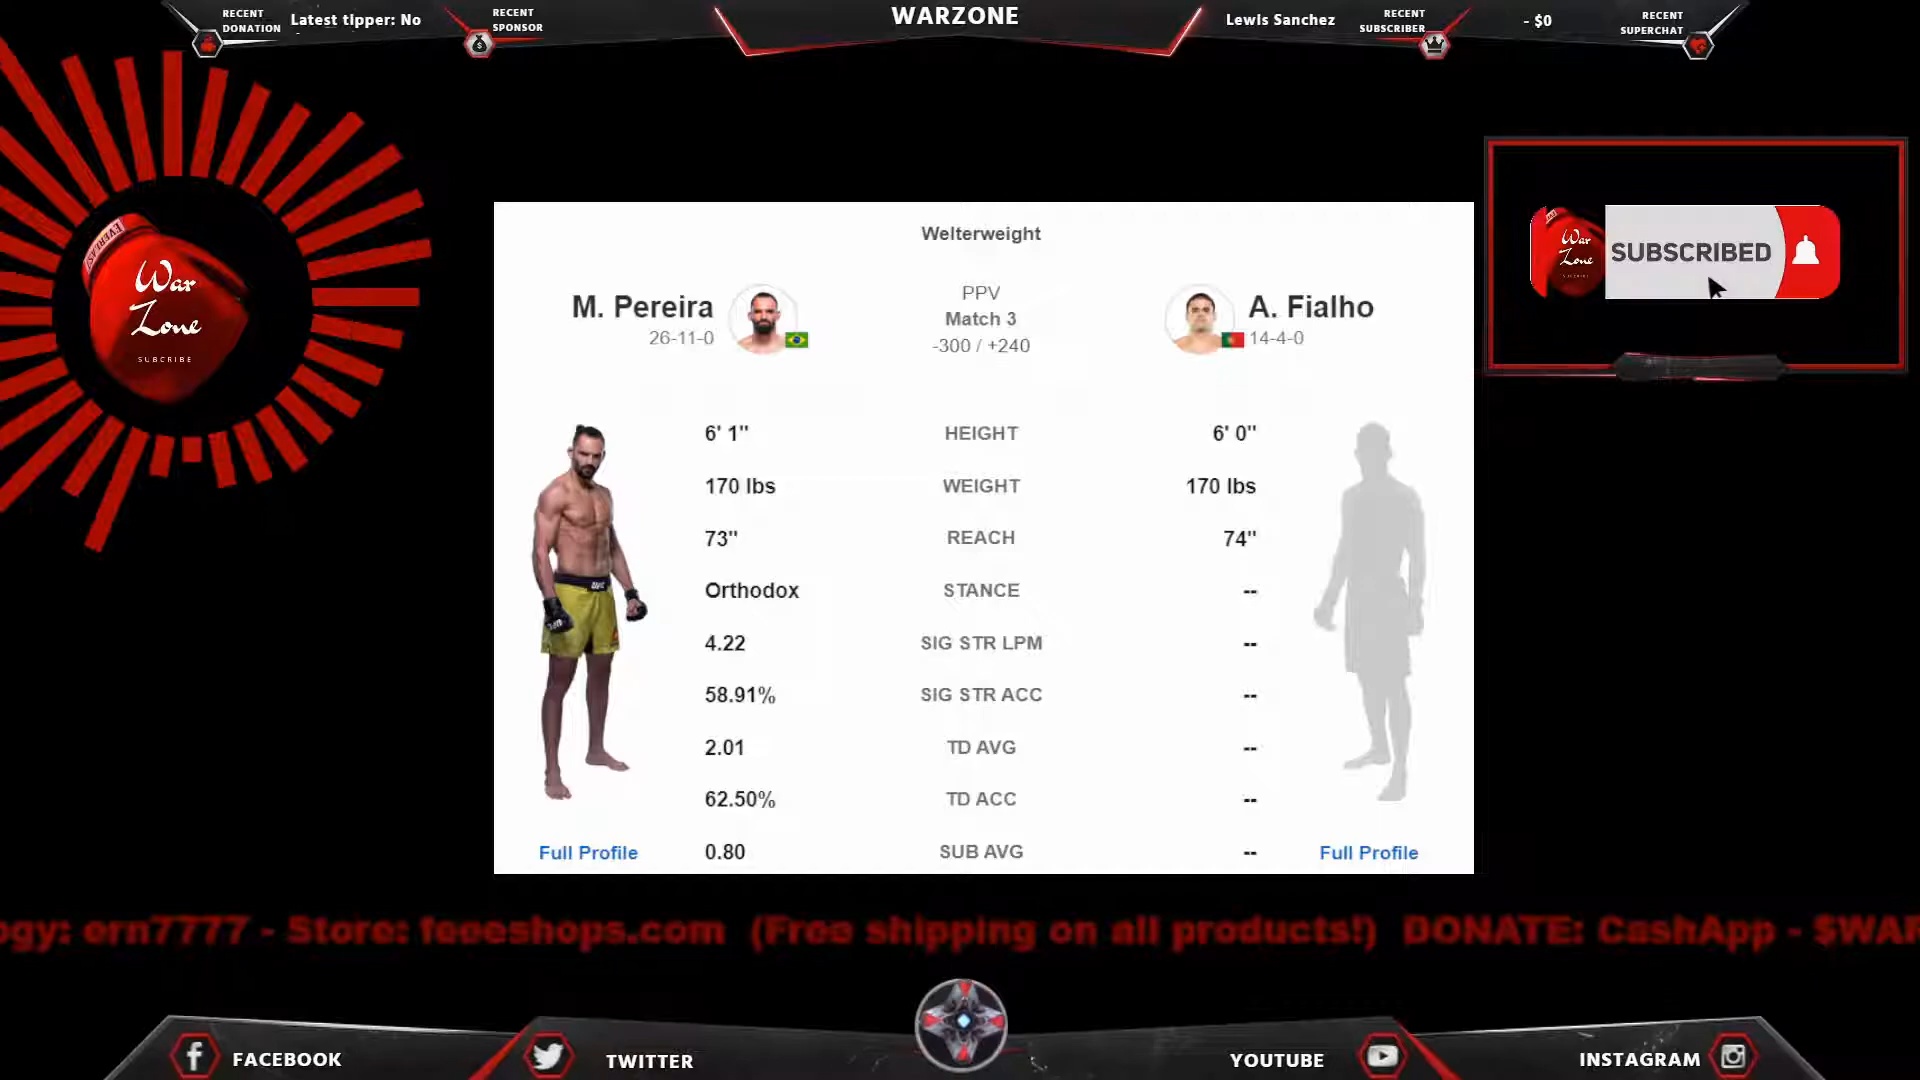 RECENT
DONATION
Latest tipper: No
RECENT
SPONSOR
WARZONE
Lewis Sanchez
RECENT
SUBSCRIBER
- $0
RECENT
SUPERCHAT
EVERLAST
War
Zone
SUBSCRIBE
War
Zone
SUBSCRIBED
Welterweight
M. Pereira
26-11-0
PPV
Match 3
-300 / +240
A. Fialho
14-4-0
6' 1" HEIGHT 6' 0"
170 lbs WEIGHT 170 lbs
73" REACH 74"
Orthodox STANCE --
4.22 SIG STR LPM --
58.91% SIG STR ACC --
2.01 TD AVG --
62.50% TD ACC --
0.80 SUB AVG --
Full Profile
Full Profile
ogy: ern7777 - Store: feeeshops.com (Free shipping on all products!) DONATE: CashApp - $WAR
FACEBOOK
TWITTER
YOUTUBE
INSTAGRAM